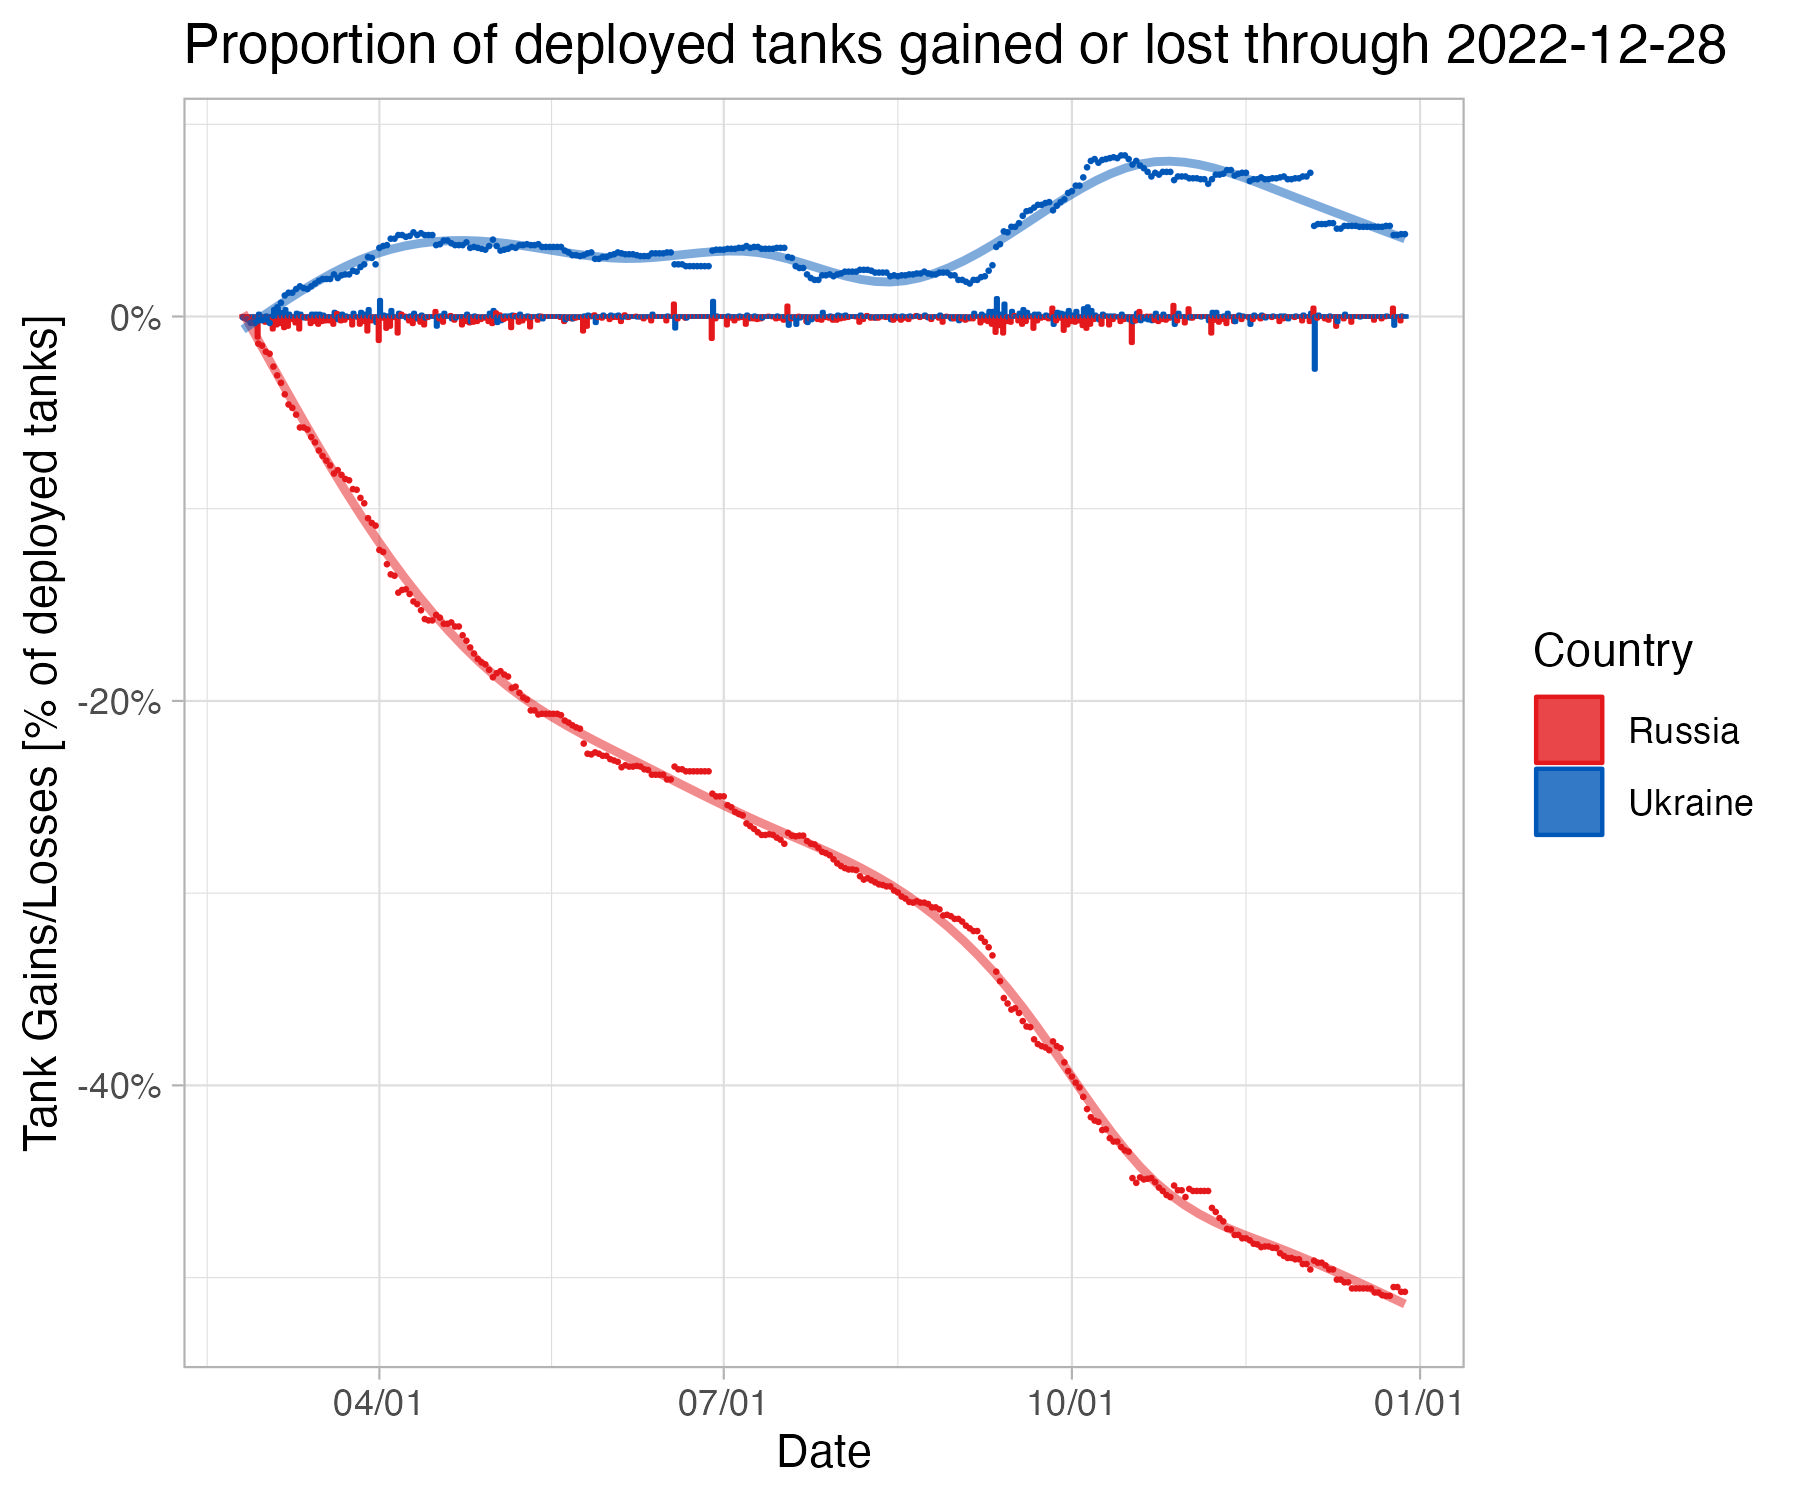 Proportion of deployed tanks gained or lost through 2022-12-28
Tank Gains/Losses [% of deployed tanks]
0%
-20%
-40%
04/01
07/01
10/01
01/01
Date
Country
Russia
Ukraine